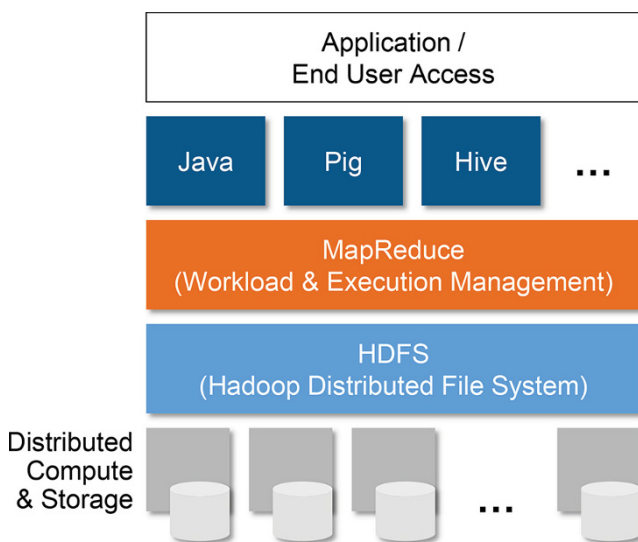 Application /
End User Access
Java
Pig
Hive
...
MapReduce
(Workload & Execution Management)
HDFS
(Hadoop Distributed File System)
Distributed
Compute
& Storage
...